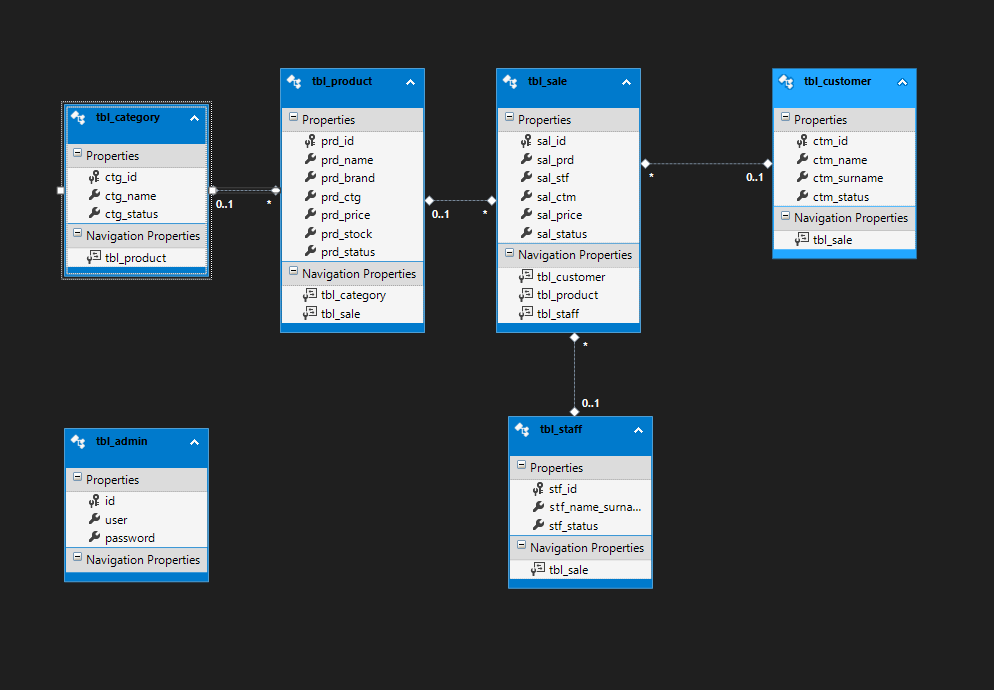 tbl_category
Properties
ctg_id
ctg_name
ctg_status
Navigation Properties
tbl_product
0..1
*
tbl_product
Properties
prd_id
prd_name
prd_brand
prd_ctg
prd_price
prd_stock
prd_status
Navigation Properties
tbl_category
tbl_sale
0..1
*
tbl_sale
Properties
sal_id
sal_prd
sal_stf
sal_ctm
sal_price
sal_status
Navigation Properties
tbl_customer
tbl_product
tbl_staff
*
0..1
tbl_customer
Properties
ctm_id
ctm_name
ctm_surname
ctm_status
Navigation Properties
tbl_sale
*
0..1
tbl_admin
Properties
id
user
password
Navigation Properties
tbl_staff
Properties
stf_id
stf_name_surna...
stf_status
Navigation Properties
tbl_sale